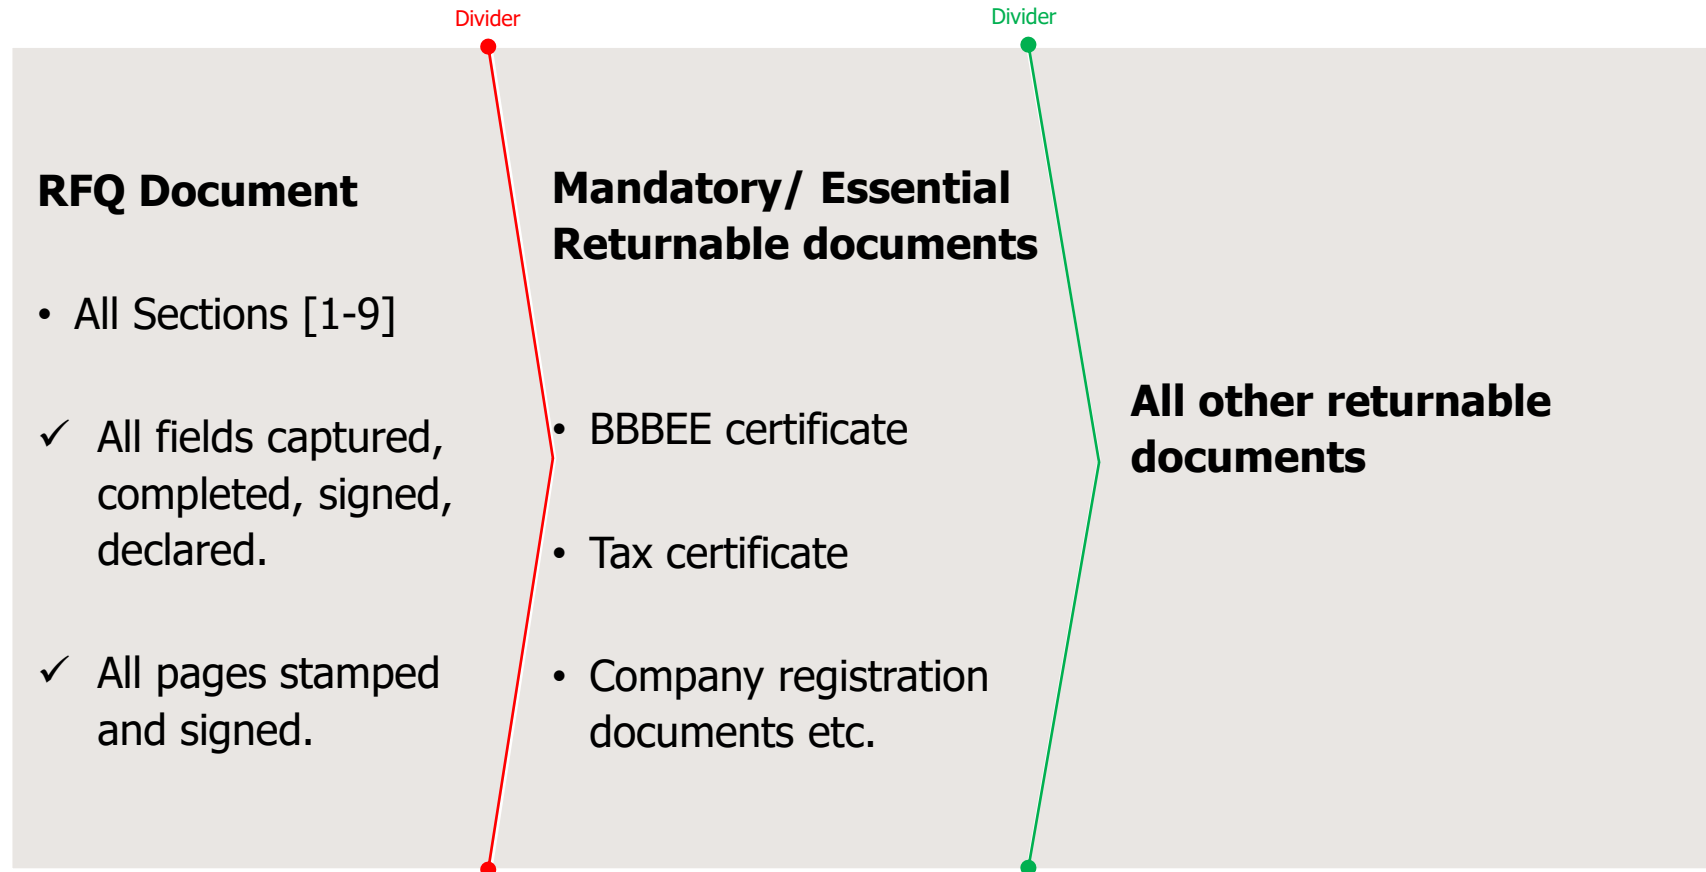 Divider
Divider
RFQ Document
• All Sections [1-9]
✓ All fields captured,
completed, signed,
declared.
✓ All pages stamped
and signed.
Mandatory/ Essential
Returnable documents
• BBBEE certificate
• Tax certificate
• Company registration
documents etc.
All other returnable
documents